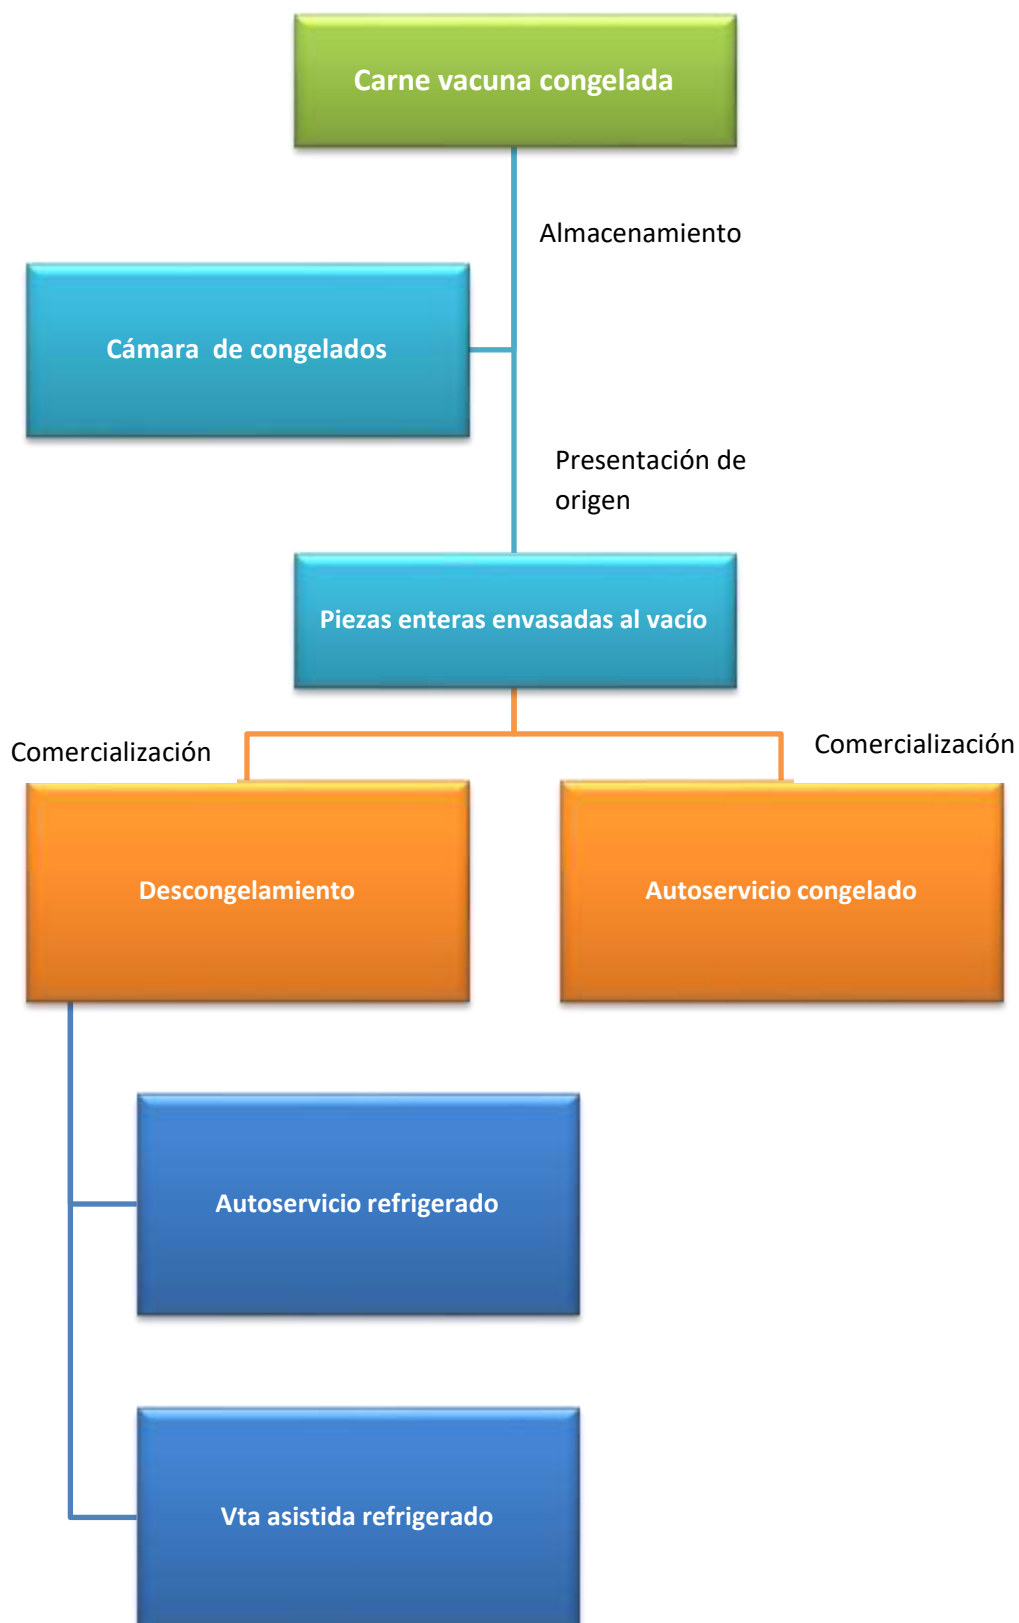 Carne vacuna congelada
Almacenamiento
Cámara de congelados
Presentación de
origen
Piezas enteras envasadas al vacío
Comercialización
Comercialización
Descongelamiento
Autoservicio congelado
Autoservicio refrigerado
Vta asistida refrigerado